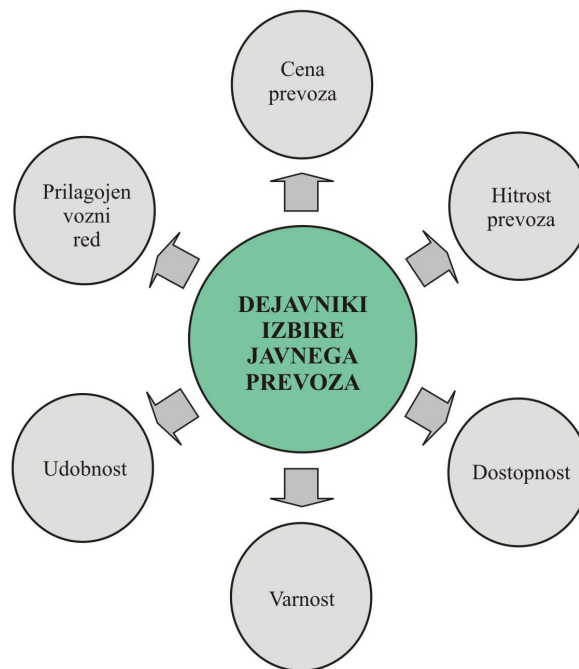 Cena
prevoza
Prilagojen
vozni
red
Hitrost
prevoza
DEJAVNIKI
IZBIRE
JAVNEGA
PREVOZA
Udobnost
Dostopnost
Varnost